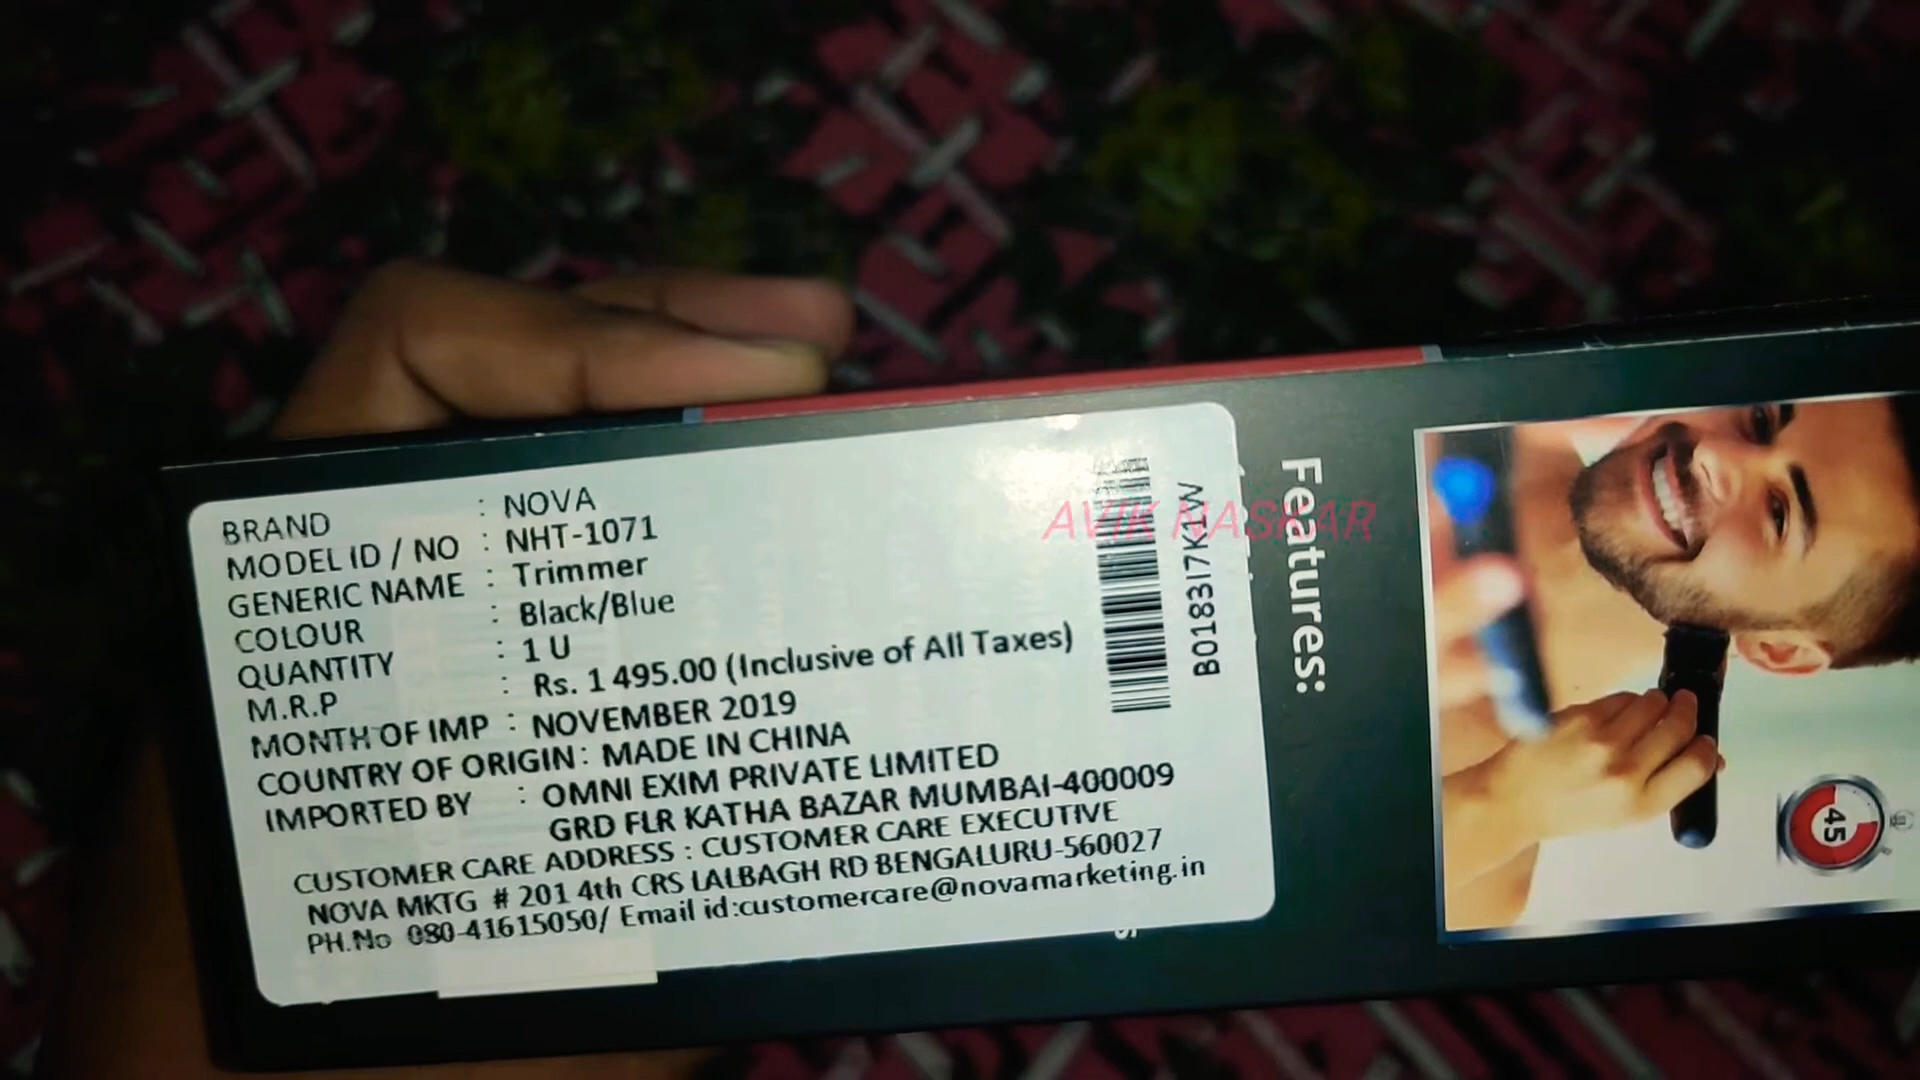 BRAND : NOVA
MODEL ID / NO : NHT-1071
GENERIC NAME : Trimmer
COLOUR : Black/Blue
QUANTITY : 1 U
M.R.P : Rs. 1 495.00 (Inclusive of All Taxes)
MONTH OF IMP : NOVEMBER 2019
COUNTRY OF ORIGIN : MADE IN CHINA
IMPORTED BY : OMNI EXIM PRIVATE LIMITED
GRD FLR KATHA BAZAR MUMBAI-400009
CUSTOMER CARE ADDRESS : CUSTOMER CARE EXECUTIVE
NOVA MKTG # 201 4th CRS LALBAGH RD BENGALURU-560027
PH.No 080-41615050/ Email id:customercare@novamarketing.in
B0183I7K1W
AVIK NASKAR
Features:
45